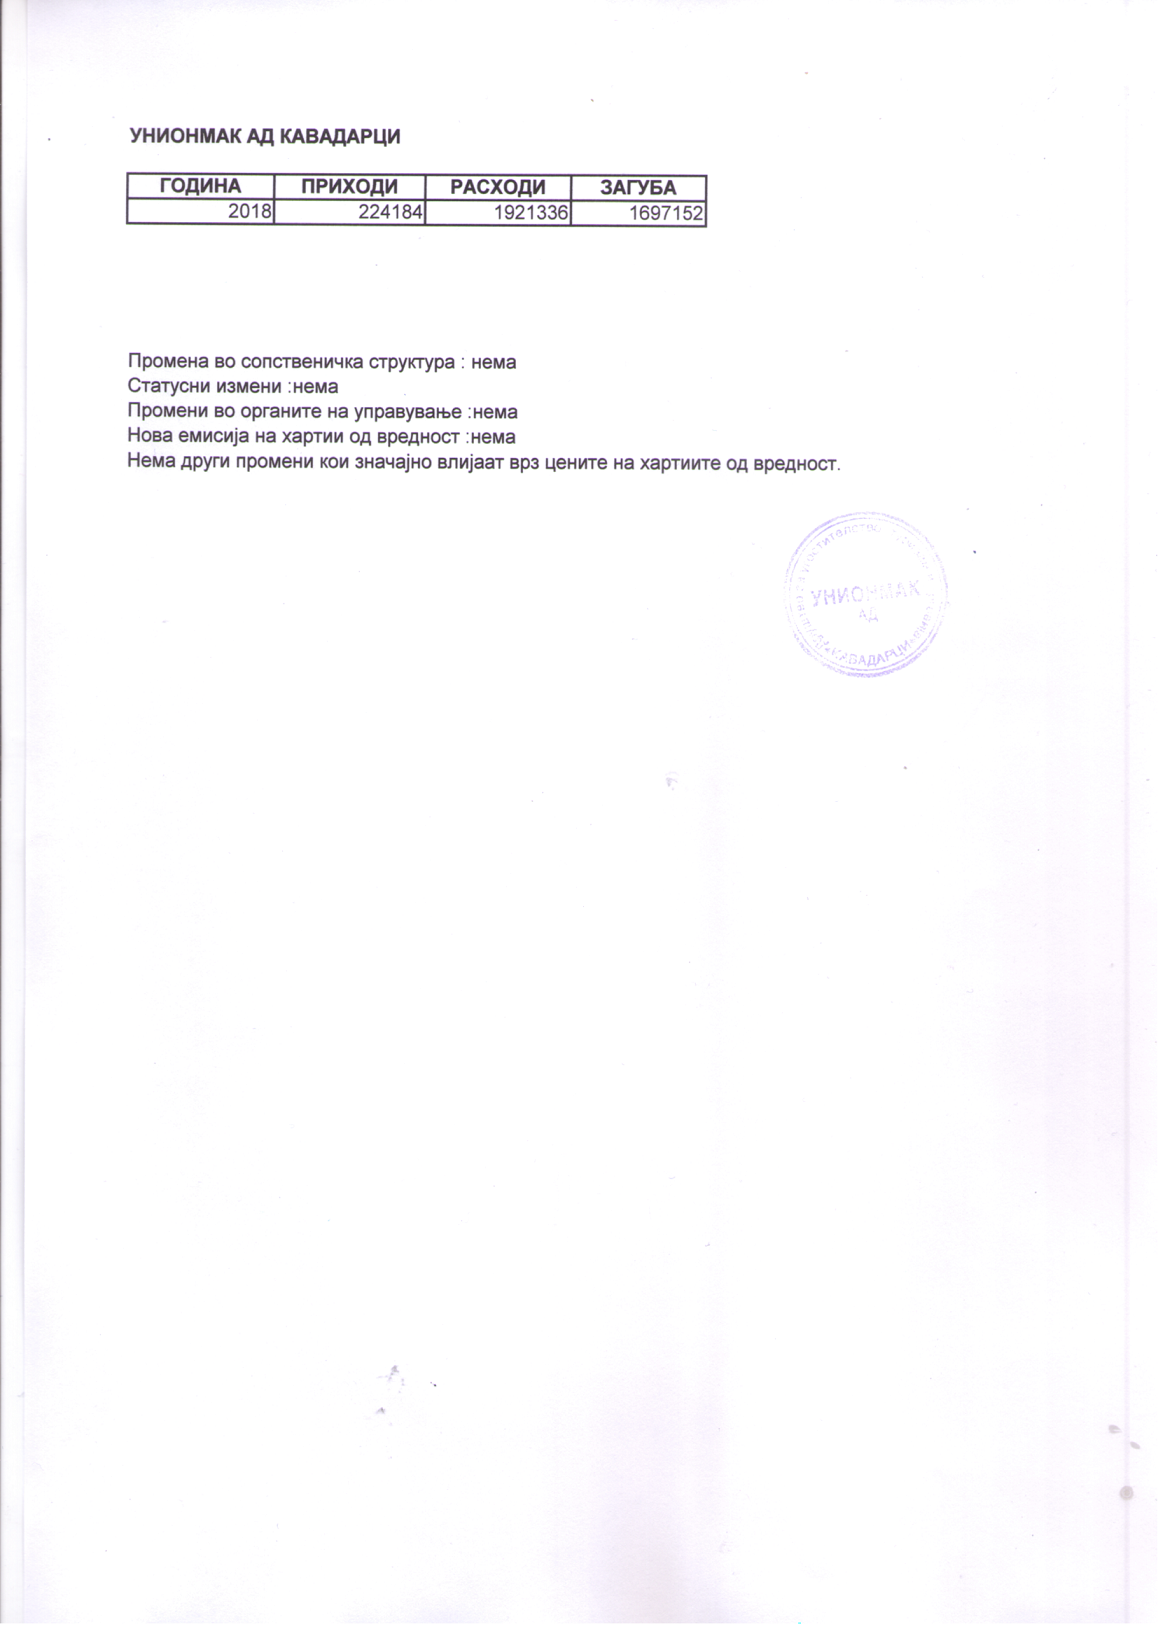 УНИОНМАК АД КАВАДАРЦИ
ГОДИНА ПРИХОДИ РАСХОДИ ЗАГУБА
2018 224184 1921336 1697152
Промена во сопственичка структура : нема
Статусни измени :нема
Промени во органите на управување :нема
Нова емисија на хартии од вредност :нема
Нема други промени кои значајно влијаат врз цените на хартиите од вредност.
УНИОНМАК
АД
КАВАДАРЦИ